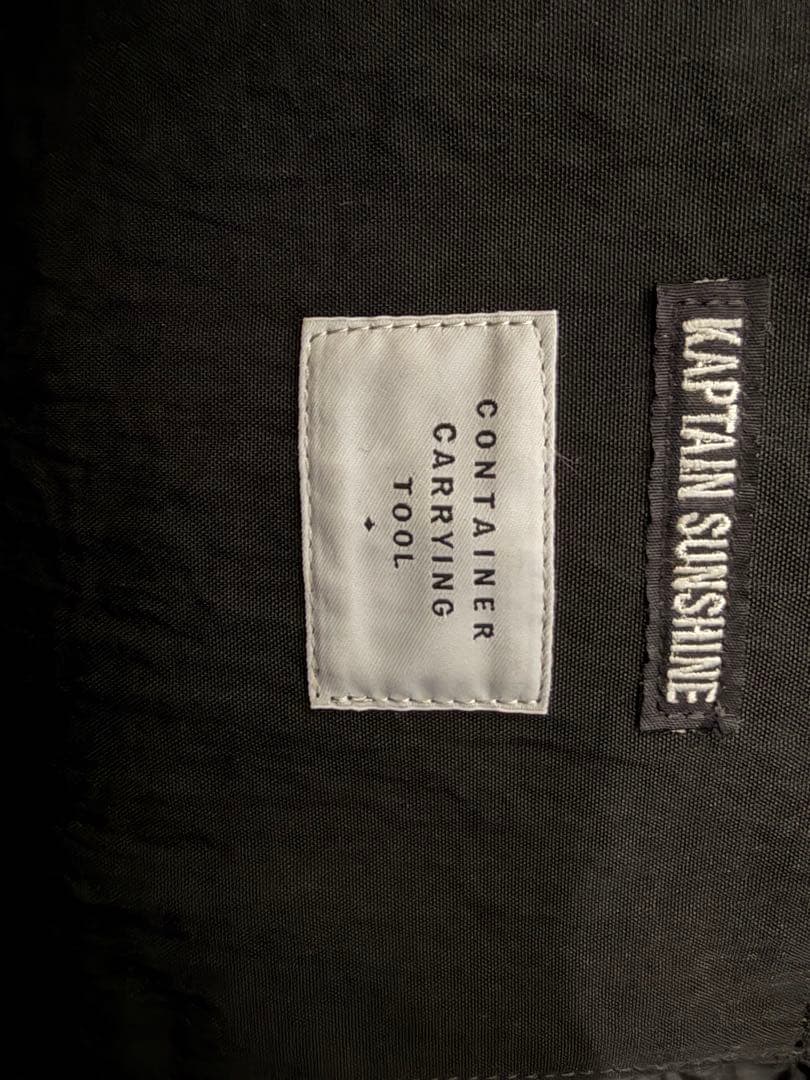 KAPTAIN SUNSHINE
CONTAINER
CARRYING
TOOL